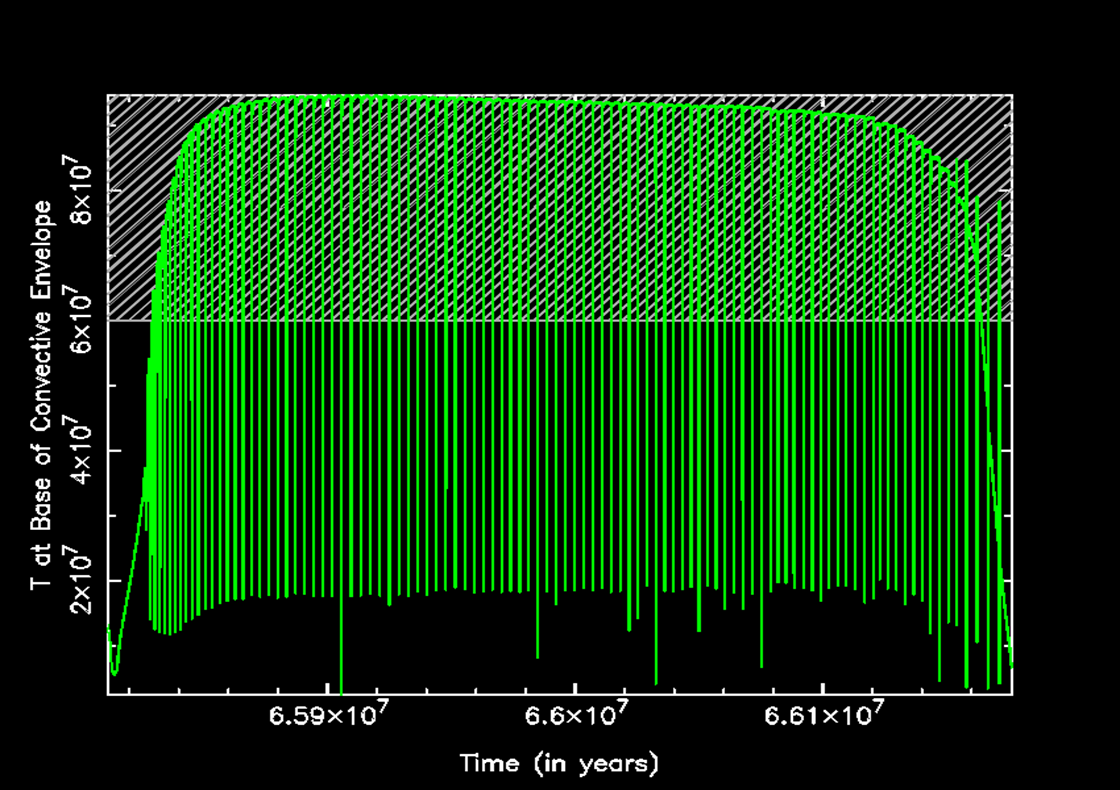 T at Base of Convective Envelope
8×10⁷
6×10⁷
4×10⁷
2×10⁷
6.59×10⁷ 6.6×10⁷ 6.61×10⁷
Time (in years)